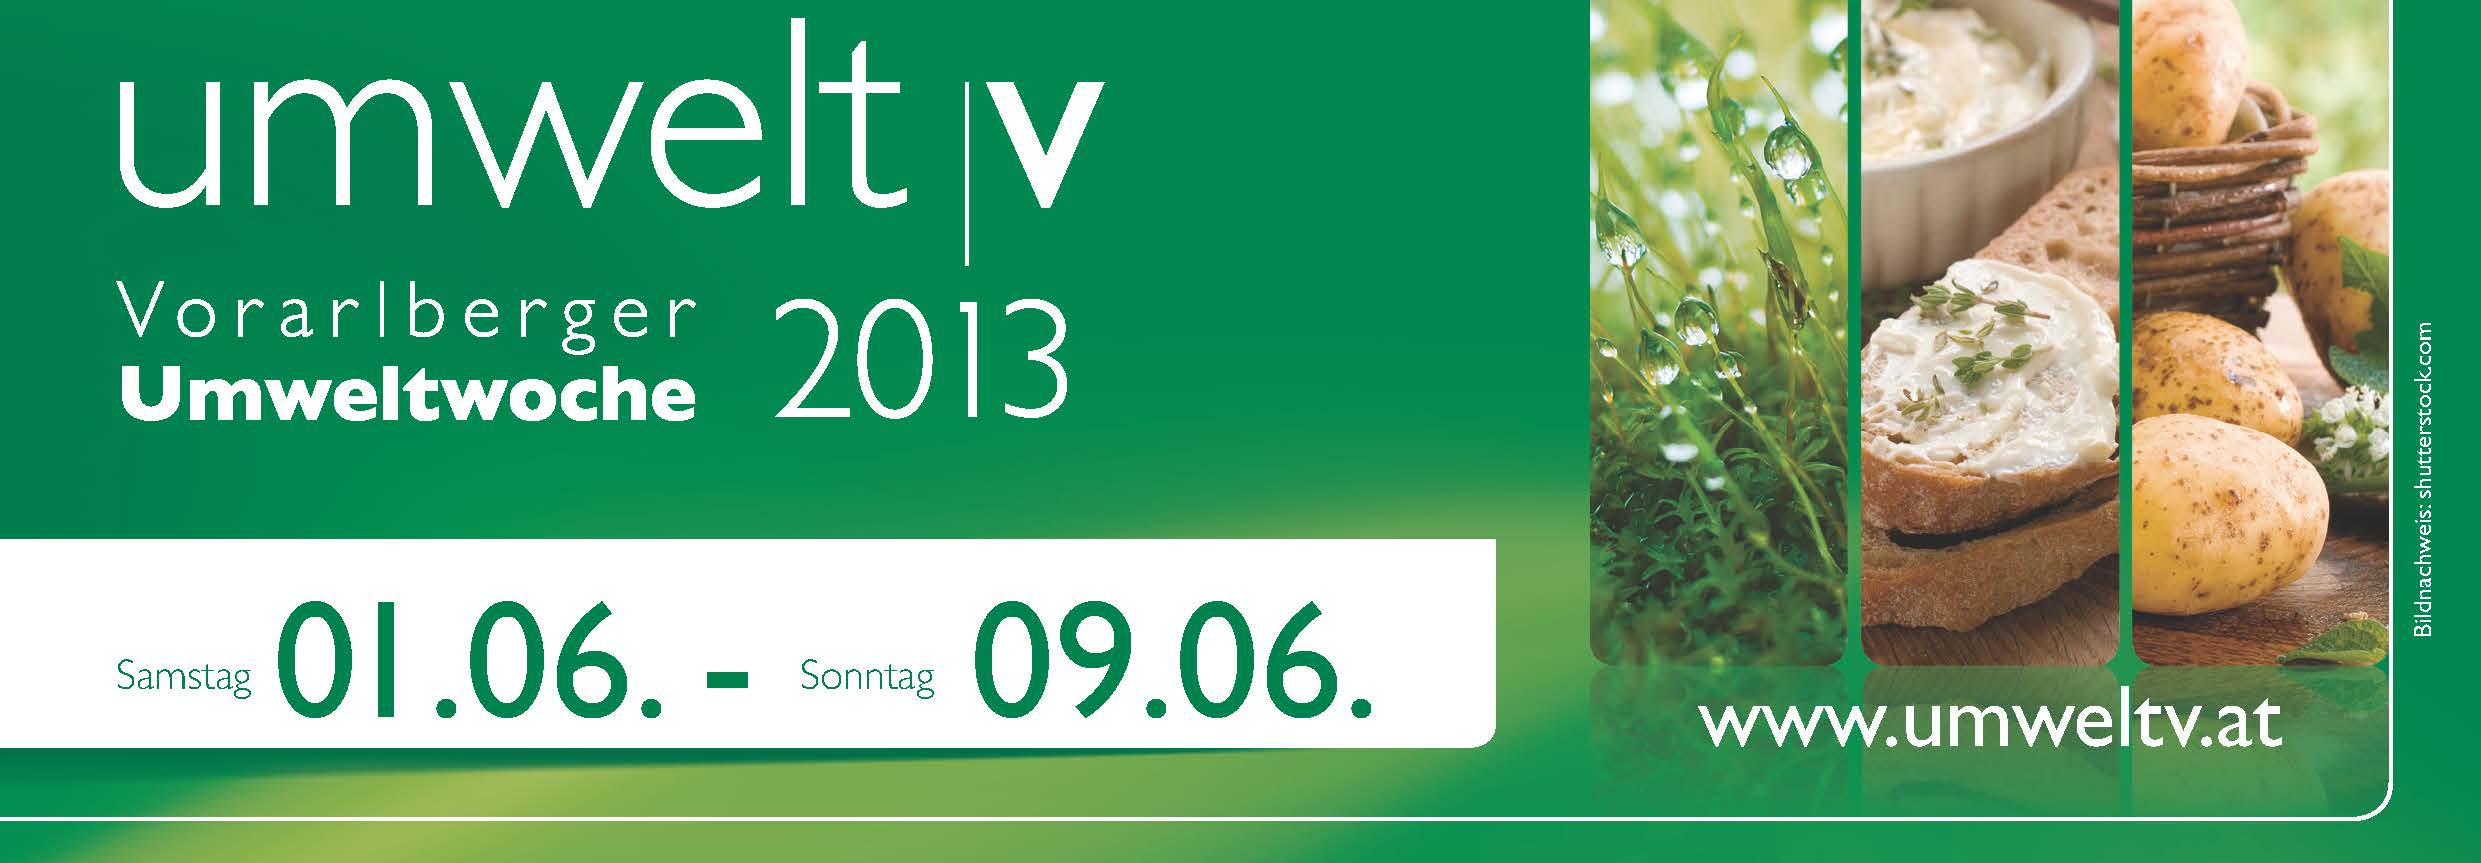 umwelt | v
Vorarlberger
Umweltwoche 2013
Samstag 01.06. - Sonntag 09.06.
www.umweltv.at
Bildnachweis: shutterstock.com